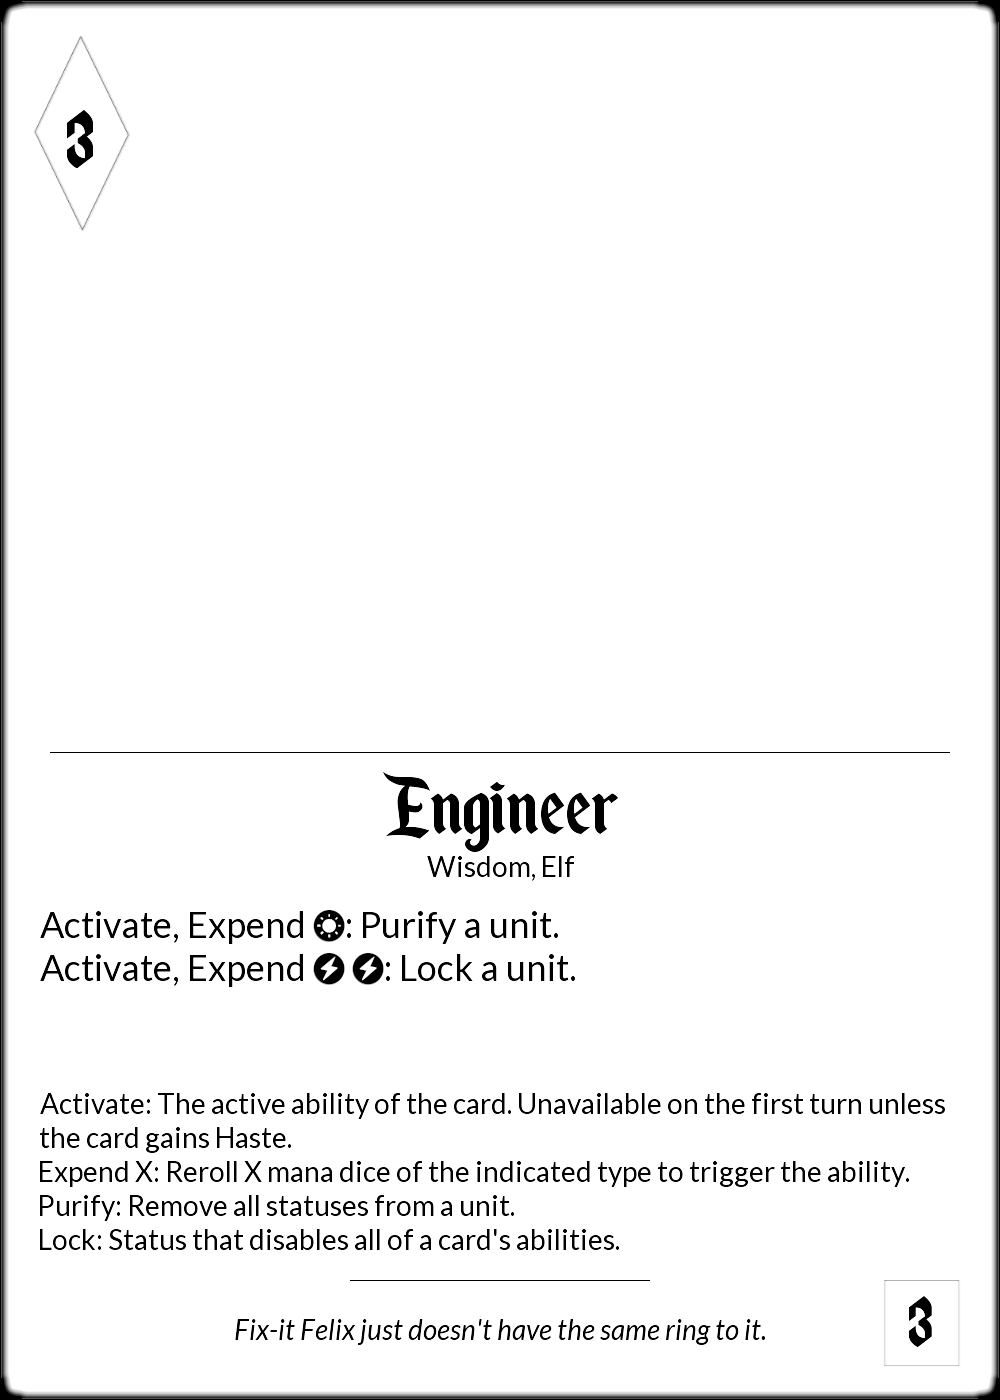 3
Engineer
Wisdom, Elf
Activate, Expend : Purify a unit.
Activate, Expend : Lock a unit.
Activate: The active ability of the card. Unavailable on the first turn unless
the card gains Haste.
Expend X: Reroll X mana dice of the indicated type to trigger the ability.
Purify: Remove all statuses from a unit.
Lock: Status that disables all of a card's abilities.
Fix-it Felix just doesn't have the same ring to it.
3